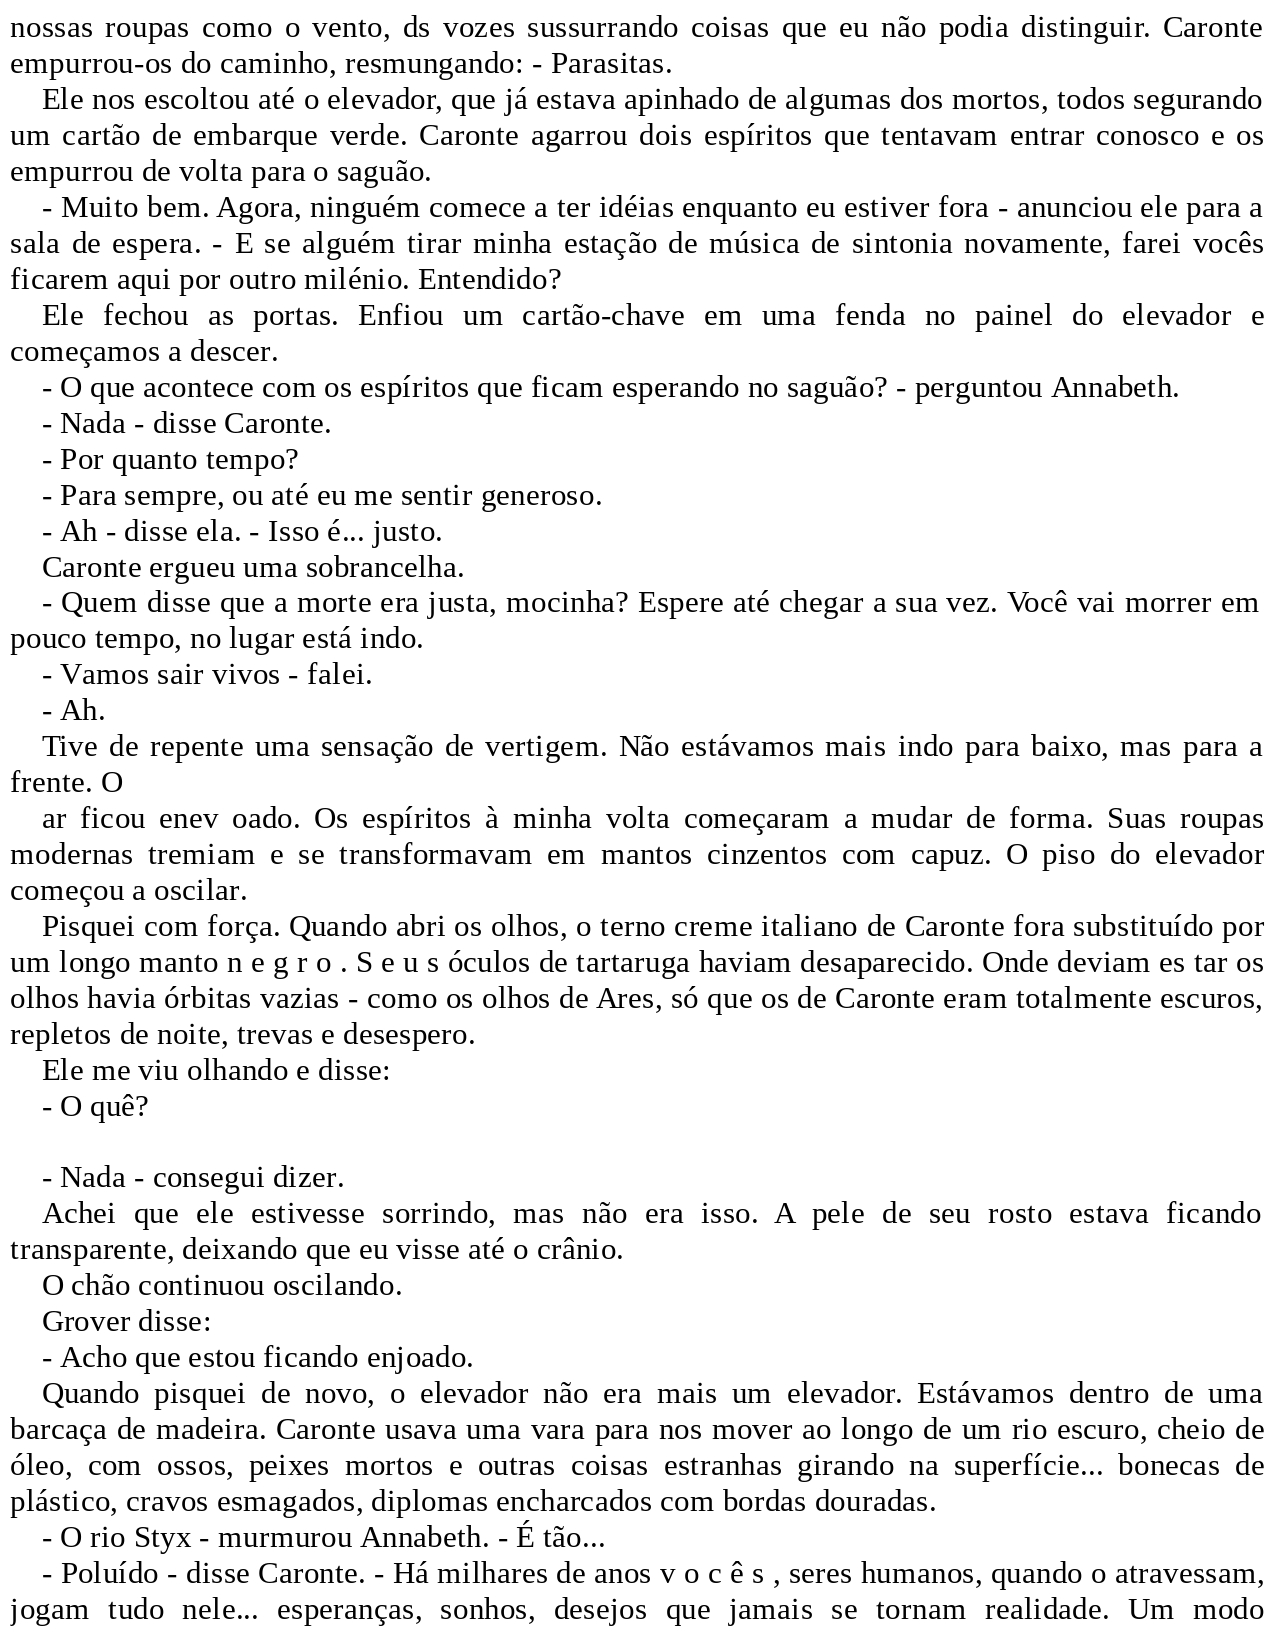 nossas roupas como o vento, ds vozes sussurrando coisas que eu não podia distinguir. Caronte
empurrou-os do caminho, resmungando: - Parasitas.
Ele nos escoltou até o elevador, que já estava apinhado de algumas dos mortos, todos segurando
um cartão de embarque verde. Caronte agarrou dois espíritos que tentavam entrar conosco e os
empurrou de volta para o saguão.
- Muito bem. Agora, ninguém comece a ter idéias enquanto eu estiver fora - anunciou ele para a
sala de espera. - E se alguém tirar minha estação de música de sintonia novamente, farei vocês
ficarem aqui por outro milénio. Entendido?
Ele fechou as portas. Enfiou um cartão-chave em uma fenda no painel do elevador e
começamos a descer.
- O que acontece com os espíritos que ficam esperando no saguão? - perguntou Annabeth.
- Nada - disse Caronte.
- Por quanto tempo?
- Para sempre, ou até eu me sentir generoso.
- Ah - disse ela. - Isso é... justo.
Caronte ergueu uma sobrancelha.
- Quem disse que a morte era justa, mocinha? Espere até chegar a sua vez. Você vai morrer em
pouco tempo, no lugar está indo.
- Vamos sair vivos - falei.
- Ah.
Tive de repente uma sensação de vertigem. Não estávamos mais indo para baixo, mas para a
frente. O
ar ficou enev oado. Os espíritos à minha volta começaram a mudar de forma. Suas roupas
modernas tremiam e se transformavam em mantos cinzentos com capuz. O piso do elevador
começou a oscilar.
Pisquei com força. Quando abri os olhos, o terno creme italiano de Caronte fora substituído por
um longo manto n e g r o . S e u s óculos de tartaruga haviam desaparecido. Onde deviam es tar os
olhos havia órbitas vazias - como os olhos de Ares, só que os de Caronte eram totalmente escuros,
repletos de noite, trevas e desespero.
Ele me viu olhando e disse:
- O quê?
- Nada - consegui dizer.
Achei que ele estivesse sorrindo, mas não era isso. A pele de seu rosto estava ficando
transparente, deixando que eu visse até o crânio.
O chão continuou oscilando.
Grover disse:
- Acho que estou ficando enjoado.
Quando pisquei de novo, o elevador não era mais um elevador. Estávamos dentro de uma
barcaça de madeira. Caronte usava uma vara para nos mover ao longo de um rio escuro, cheio de
óleo, com ossos, peixes mortos e outras coisas estranhas girando na superfície... bonecas de
plástico, cravos esmagados, diplomas encharcados com bordas douradas.
- O rio Styx - murmurou Annabeth. - É tão...
- Poluído - disse Caronte. - Há milhares de anos v o c ê s , seres humanos, quando o atravessam,
jogam tudo nele... esperanças, sonhos, desejos que jamais se tornam realidade. Um modo